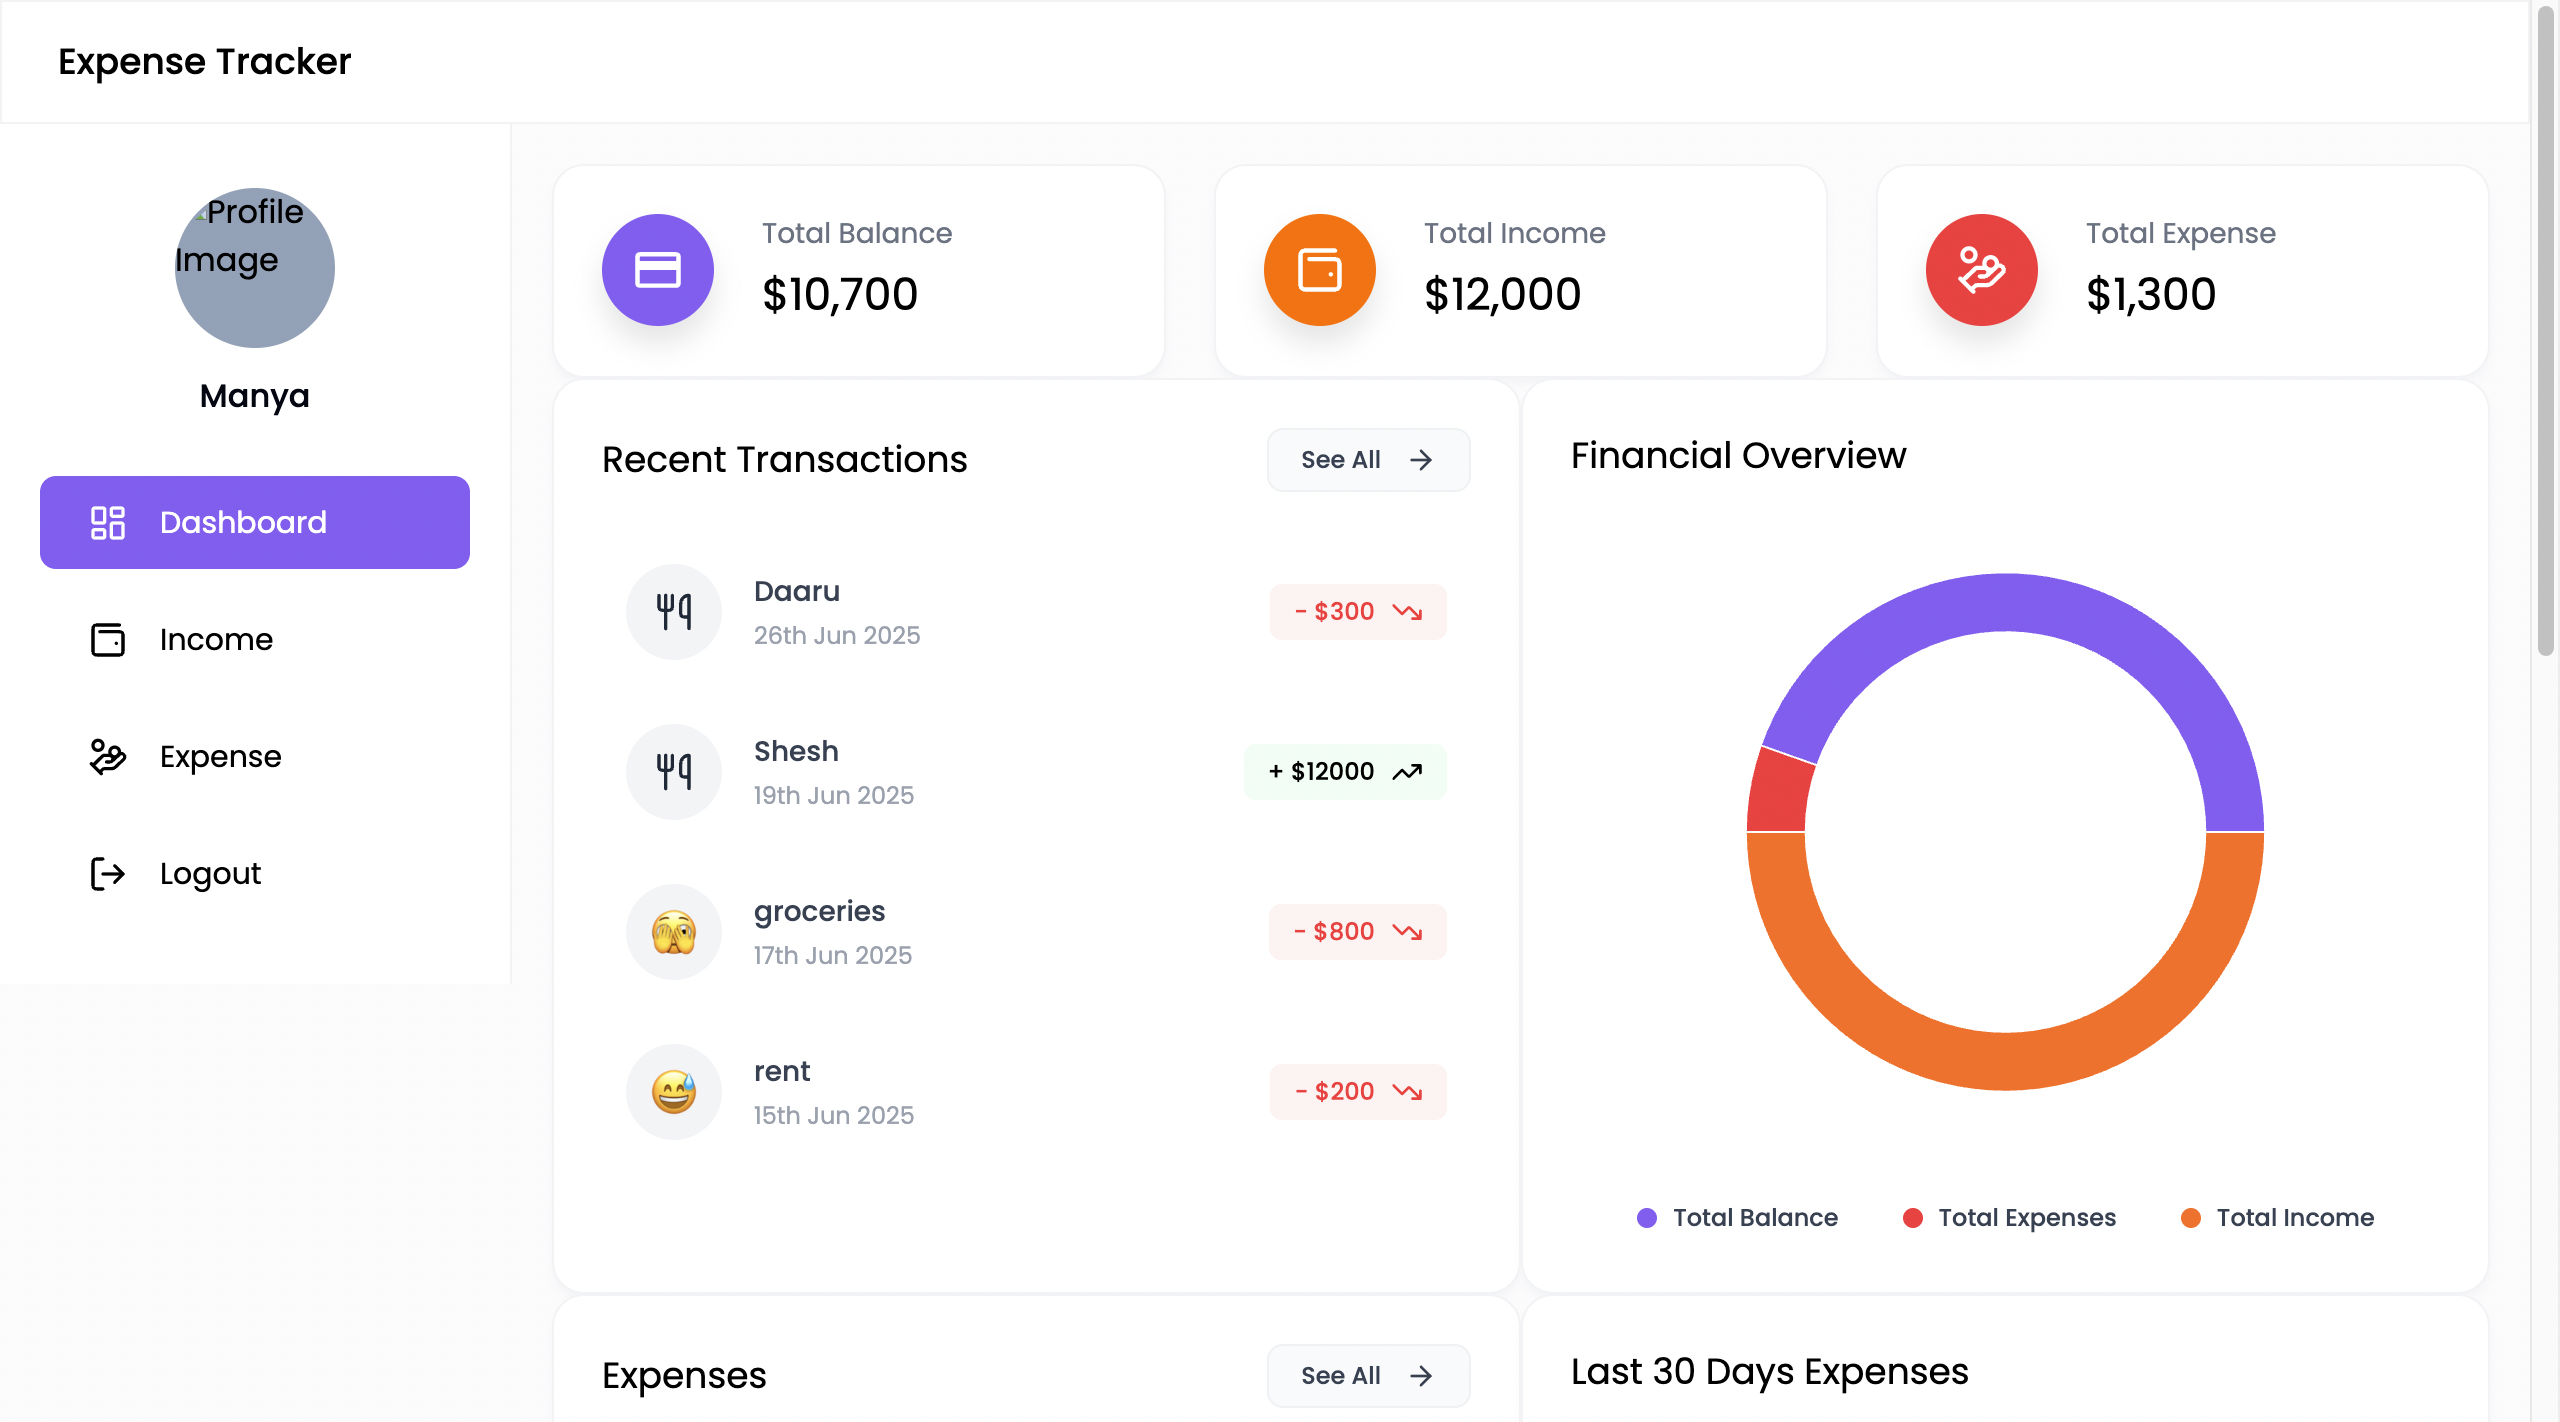 Expense Tracker
Profile
Image
Manya
Dashboard
Income
Expense
Logout
Total Balance
$10,700
Total Income
$12,000
Total Expense
$1,300
Recent Transactions
See All
Daaru
26th Jun 2025
- $300
Shesh
19th Jun 2025
+ $12000
groceries
17th Jun 2025
- $800
rent
15th Jun 2025
- $200
Financial Overview
Total Balance
Total Expenses
Total Income
Expenses
See All
Last 30 Days Expenses